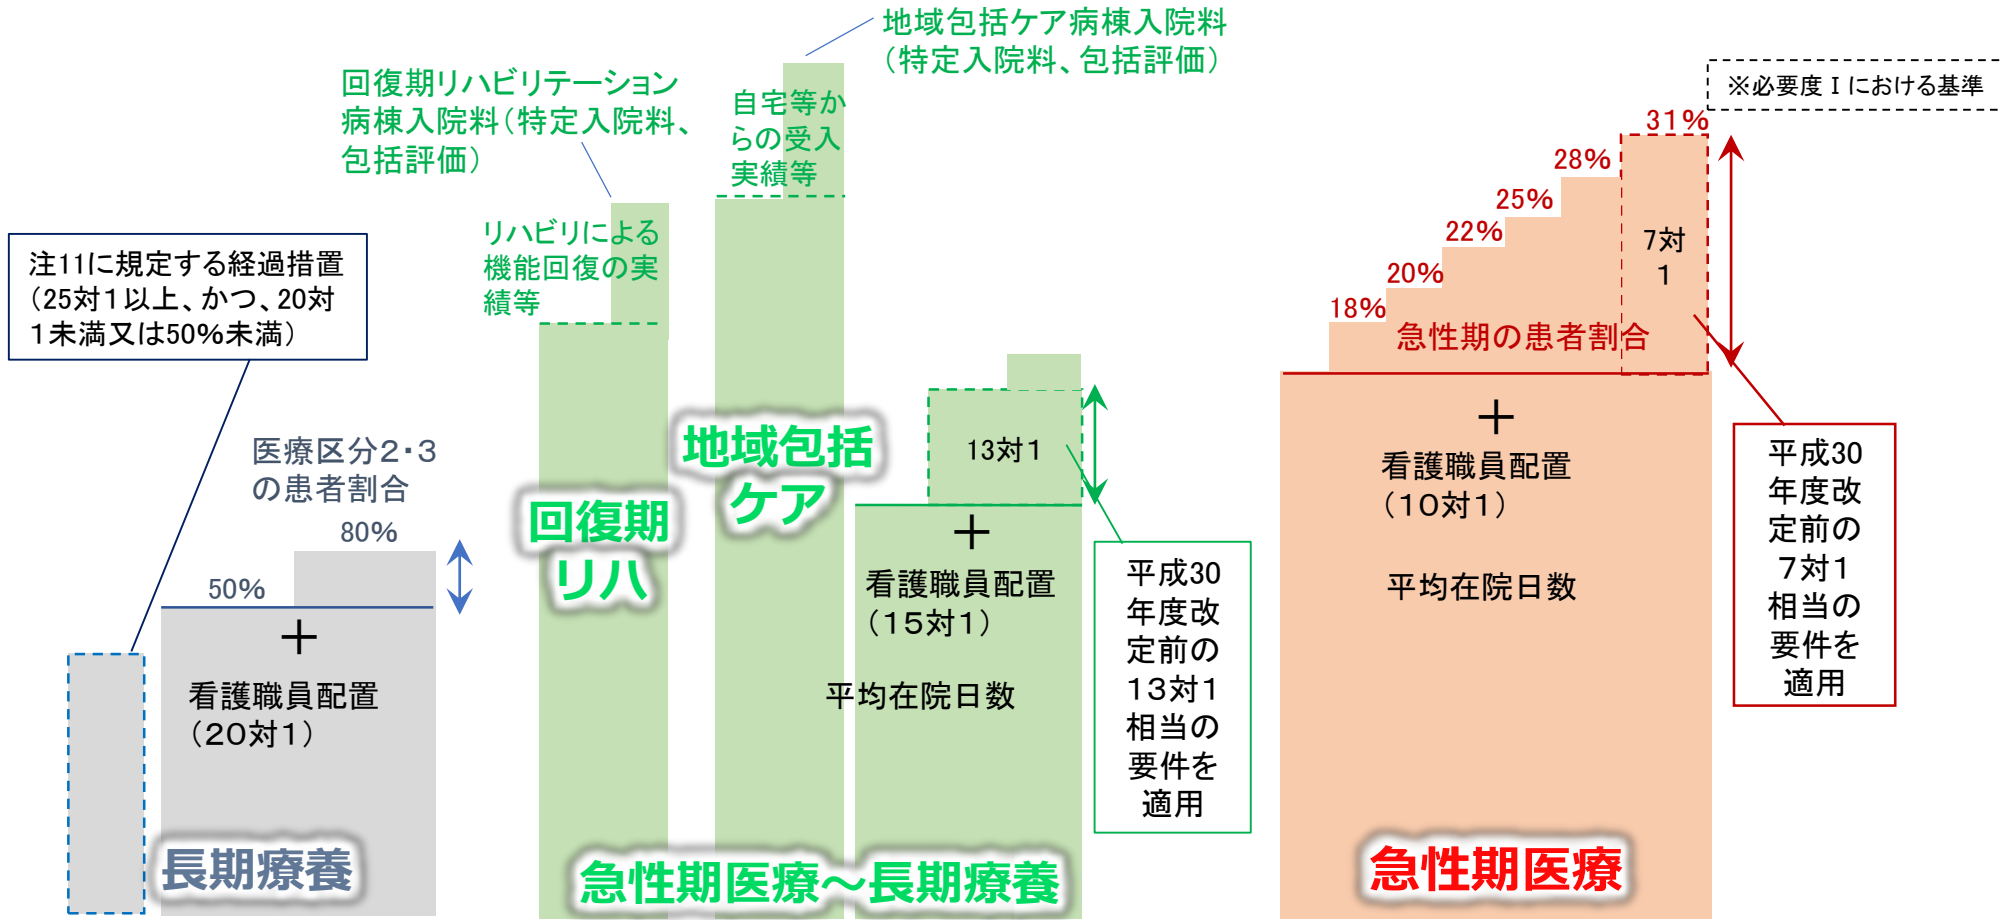 地域包括ケア病棟入院料
（特定入院料、包括評価）
回復期リハビリテーション
病棟入院料（特定入院料、
包括評価）
自宅等か
らの受入
実績等
リハビリによる
機能回復の実
績等
※必要度Ⅰにおける基準
31%
28%
25%
22%
20%
18%
7対
1
急性期の患者割合
注11に規定する経過措置
（25対１以上、かつ、20対
１未満又は50％未満）
医療区分２・３
の患者割合
80%
50%
＋
看護職員配置
（２０対１）
長期療養
回復期
リハ
地域包括
ケア
13対１
＋
看護職員配置
（１５対１）
平均在院日数
平成30
年度改
定前の
１３対１
相当の
要件を
適用
急性期医療～長期療養
＋
看護職員配置
（１０対１）
平均在院日数
平成30
年度改
定前の
７対１
相当の
要件を
適用
急性期医療